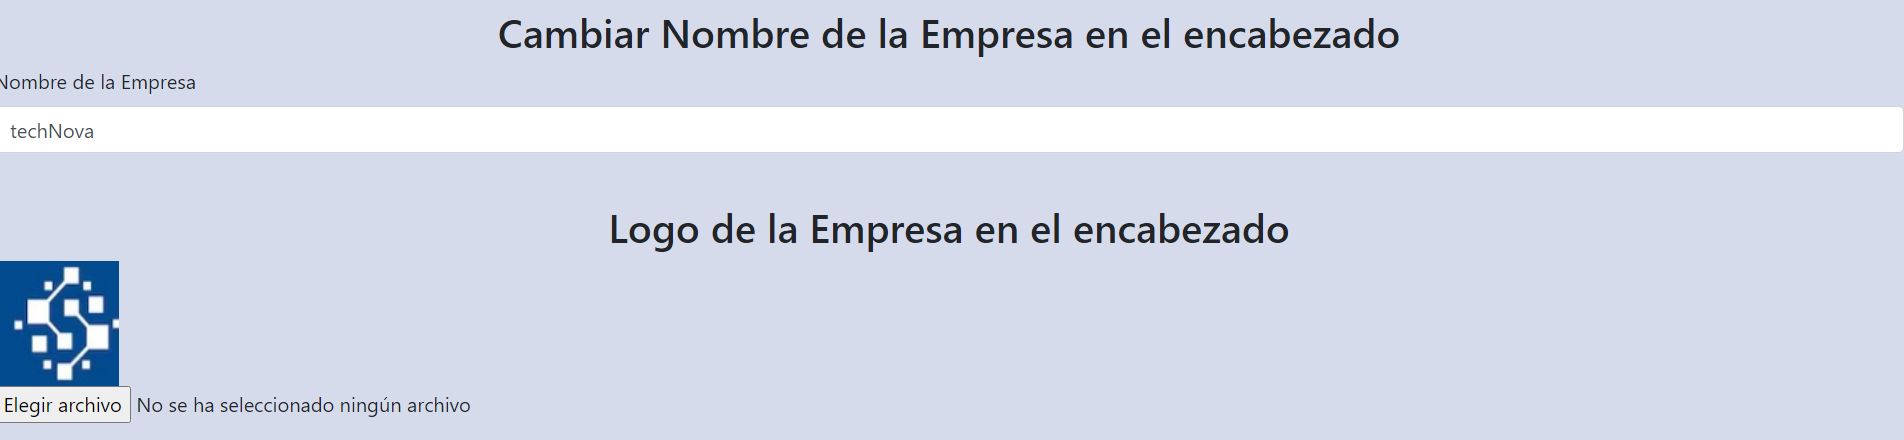 Cambiar Nombre de la Empresa en el encabezado
Nombre de la Empresa
techNova
Logo de la Empresa en el encabezado
Elegir archivo No se ha seleccionado ningún archivo